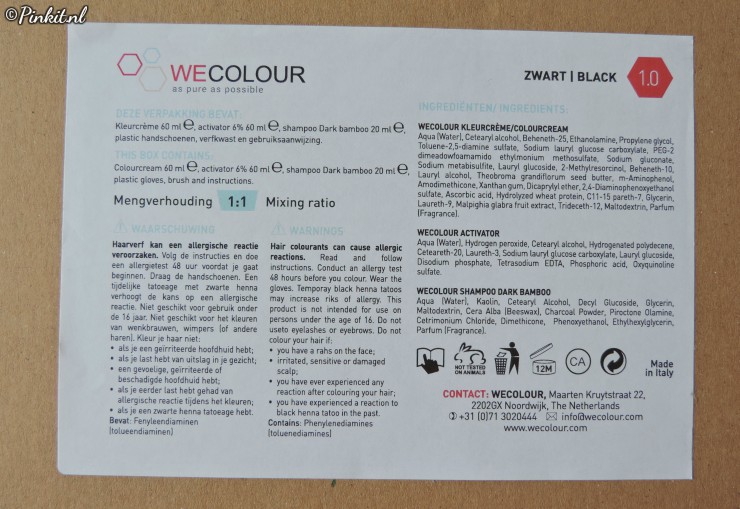 ©Pinkit.nl
WECOLOUR
as pure as possible
ZWART | BLACK
1.0
DEZE VERPAKKING BEVAT:
Kleurcrème 60 ml ℮, activator 6% 60 ml ℮, shampoo Dark bamboo 20 ml ℮,
plastic handschoenen, verfkwast en gebruiksaanwijzing.
THIS BOX CONTAINS:
Colourcream 60 ml ℮, activator 6% 60 ml ℮, shampoo Dark bamboo 20 ml ℮,
plastic gloves, brush and instructions.
Mengverhouding 1:1 Mixing ratio
WAARSCHUWING
Haarverf kan een allergische reactie
veroorzaken. Volg de instructies en doe
een allergietest 48 uur voordat je gaat
beginnen. Draag de handschoenen. Een
tijdelijke tatoeage met zwarte henna
verhoogt de kans op een allergische
reactie. Niet geschikt voor gebruik onder
de 16 jaar. Niet geschikt voor het kleuren
van wenkbrauwen, wimpers (of andere
haren). Kleur je haar niet:
• als je een geïrriteerde hoofdhuid hebt;
• als je last hebt van uitslag in je gezicht;
• een gevoelige, geïrriteerde of
beschadigde hoofdhuid hebt;
• als je eerder last hebt gehad van
allergische reactie tijdens het kleuren;
• als je een zwarte henna tatoeage hebt.
Bevat: Fenyleendiaminen
(tolueendiaminen)
WARNINGS
Hair colourants can cause allergic
reactions. Read and follow
instructions. Conduct an allergy test
48 hours before you colour. Wear the
gloves. Temporay black henna tattoos
may increase riks of allergy. This
product is not intended for use on
persons under the age of 16. Do not
useto eyelashes or eyebrows. Do not
colour your hair if:
• you have a rahs on the face;
• irritated, sensitive or damaged
scalp;
• you have ever experienced any
reaction after colouring your hair;
• you have experienced a reaction to
black henna tatoo in the past.
Contains: Phenylenediamines
(toluenediamines)
INGREDIËNTEN/ INGREDIENTS:
WECOLOUR KLEURCRÈME/COLOURCREAM
Aqua (Water), Cetearyl alcohol, Beheneth-25, Ethanolamine, Propylene glycol,
Toluene-2,5-diamine sulfate, Sodium lauryl glucose carboxylate, PEG-2
dimeadowfoamamido ethylmonium methosulfate, Sodium gluconate,
Sodium metabisulfite, Lauryl glucoside, 2-Methylresorcinol, Beheneth-10,
Lauryl alcohol, Theobroma grandiflorum seed butter, m-Aminophenol,
Amodimethicone, Xanthan gum, Dicaprylyl ether, 2,4-Diaminophenoxyethanol
sulfate, Ascorbic acid, Hydrolyzed wheat protein, C11-15 pareth-7, Glycerin,
Laureth-9, Malpighia glabra fruit extract, Trideceth-12, Maltodextrin, Parfum
(Fragrance).
WECOLOUR ACTIVATOR
Aqua (Water), Hydrogen peroxide, Cetearyl alcohol, Hydrogenated polydecene,
Ceteareth-20, Laureth-3, Sodium lauryl glucose carboxylate, Lauryl glucoside,
Disodium phosphate, Tetrasodium EDTA, Phosphoric acid, Oxyquinoline
sulfate.
WECOLOUR SHAMPOO DARK BAMBOO
Aqua (Water), Kaolin, Cetearyl Alcohol, Decyl Glucoside, Glycerin,
Maltodextrin, Cera Alba (Beeswax), Charcoal Powder, Piroctone Olamine,
Cetrimonium Chloride, Dimethicone, Phenoxyethanol, Ethylhexylglycerin,
Parfum (Fragrance).
NOT TESTED
ON ANIMALS
12M
CA
Made
in Italy
CONTACT: WECOLOUR, Maarten Kruytstraat 22,
2202GX Noordwijk, The Netherlands
+31 (0)71 3020444 info@wecolour.com
www.wecolour.com